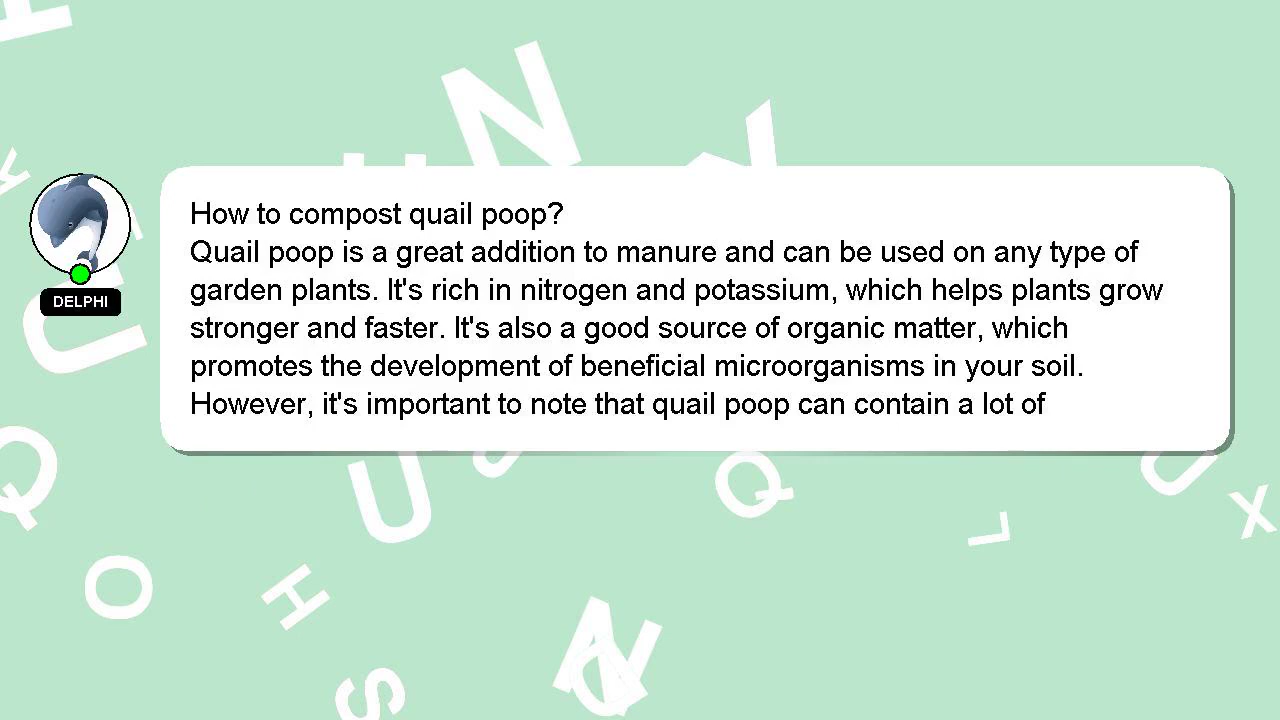 How to compost quail poop?
Quail poop is a great addition to manure and can be used on any type of
garden plants. It's rich in nitrogen and potassium, which helps plants grow
stronger and faster. It's also a good source of organic matter, which
promotes the development of beneficial microorganisms in your soil.
However, it's important to note that quail poop can contain a lot of
DELPHI